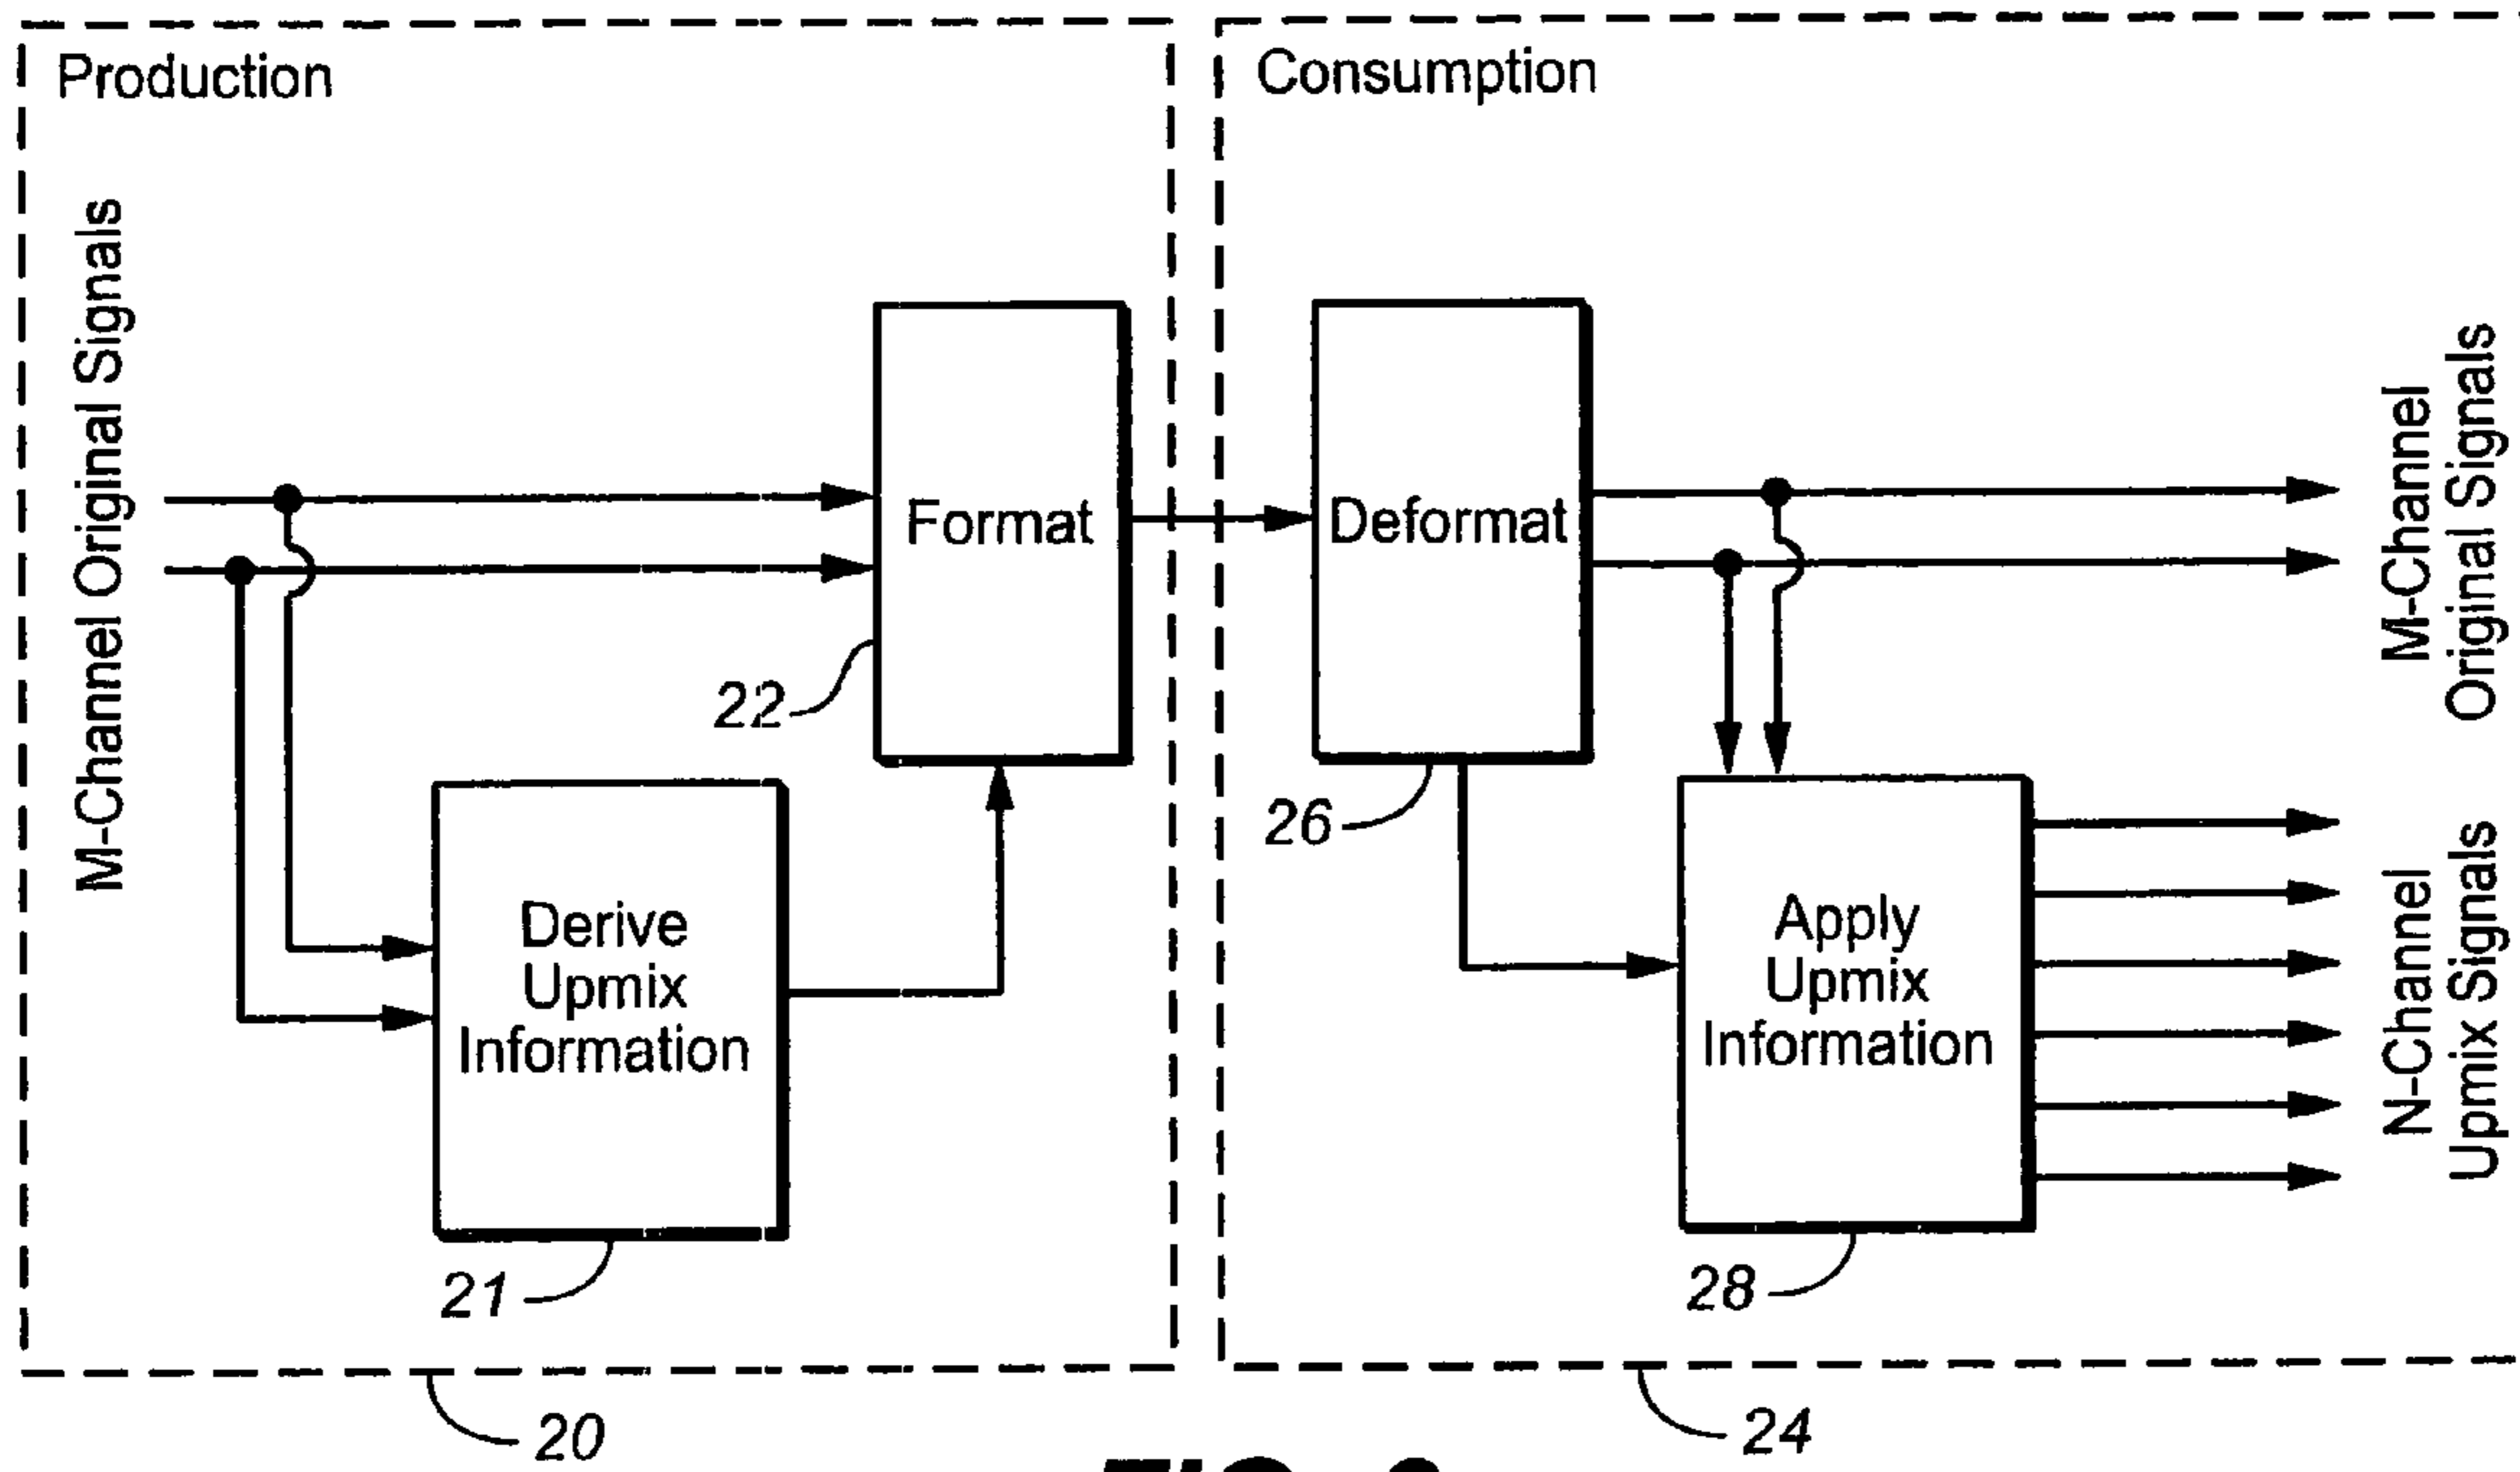 Production
M-Channel Original Signals
Format
22
Derive
Upmix
Information
21
20
Consumption
Deformat
26
Apply
Upmix
Information
28
24
M-Channel
Original Signals
N-Channel
Upmix Signals